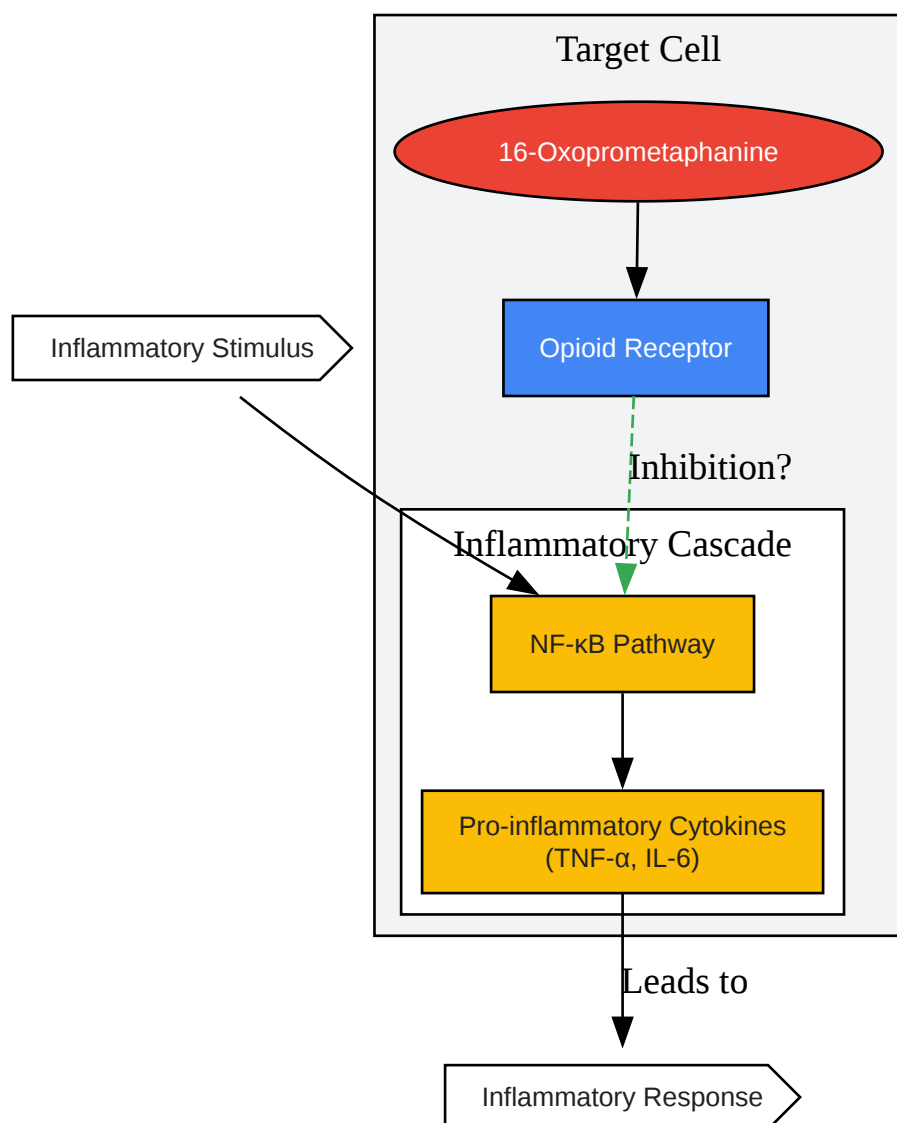 Target Cell
16-Oxoprometaphanine
Inflammatory Stimulus
Opioid Receptor
Inhibition?
Inflammatory Cascade
NF-κB Pathway
Pro-inflammatory Cytokines
(TNF-α, IL-6)
Leads to
Inflammatory Response